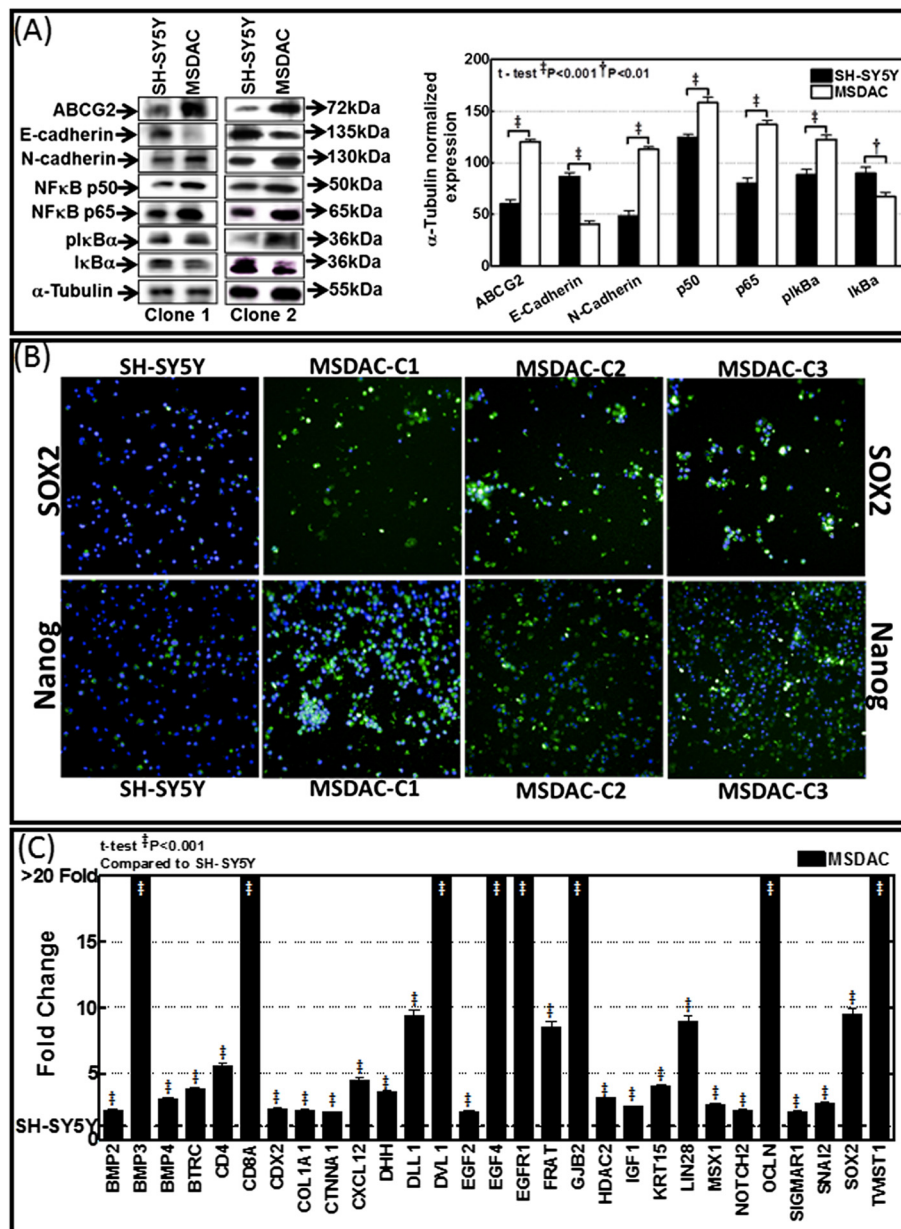 (A)
SH-SY5Y MSDAC SH-SY5Y MSDAC
ABCG2 72kDa
E-cadherin 135kDa
N-cadherin 130kDa
NFκB p50 50kDa
NFκB p65 65kDa
pIκBα 36kDa
IκBα 36kDa
α-Tubulin 55kDa
Clone 1 Clone 2
α-Tubulin normalized
expression
200
150
100
50
0
t - test ‡P<0.001 †P<0.01
SH-SY5Y
MSDAC
‡ ‡ ‡ ‡ ‡ ‡ †
ABCG2 E-Cadherin N-Cadherin p50 p65 pIkBa IkBa
(B)
SH-SY5Y MSDAC-C1 MSDAC-C2 MSDAC-C3
SOX2 SOX2
Nanog Nanog
SH-SY5Y MSDAC-C1 MSDAC-C2 MSDAC-C3
(C)
t-test ‡P<0.001
Compared to SH-SY5Y
MSDAC
Fold Change
>20 Fold
15
10
5
SH-SY5Y
0
‡ ‡ ‡ ‡ ‡ ‡ ‡ ‡ ‡ ‡ ‡ ‡ ‡ ‡ ‡ ‡ ‡ ‡ ‡ ‡ ‡ ‡ ‡ ‡ ‡ ‡ ‡ ‡
BMP2 BMP3 BMP4 BTRC CD4 CD8A CDX2 COL1A1 CTNNA1 CXCL12 DHH DLL1 DVL1 EGF2 EGF4 EGFR1 FRAT GJB2 HDAC2 IGF1 KRT15 LIN28 MSX1 NOTCH2 OCLN SIGMAR1 SNAI2 SOX2 TVMST1